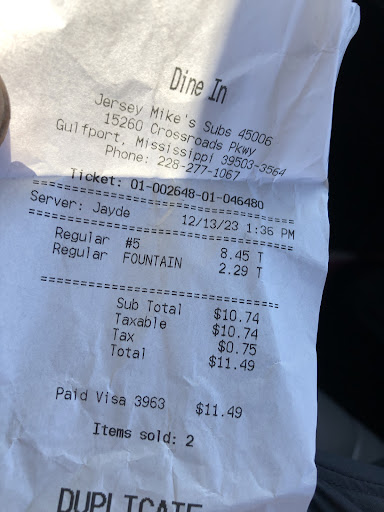 Dine In
Jersey Mike's Subs 45006
15260 Crossroads Pkwy
Gulfport, Mississippi 39503-3564
Phone: 228-277-1067
Ticket: 01-002648-01-046480
Server: Jayde 12/13/23 1:36 PM
Regular #5 8.45 T
Regular FOUNTAIN 2.29 T
Sub Total $10.74
Taxable $10.74
Tax $0.75
Total $11.49
Paid Visa 3963 $11.49
Items sold: 2
DUPLICATE